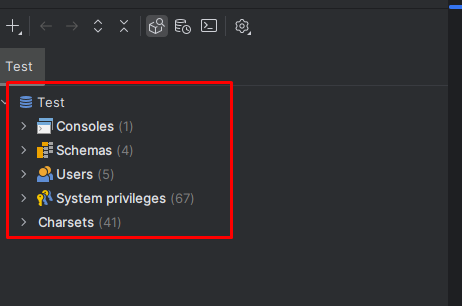 Test
Test
Consoles (1)
Schemas (4)
Users (5)
System privileges (67)
Charsets (41)